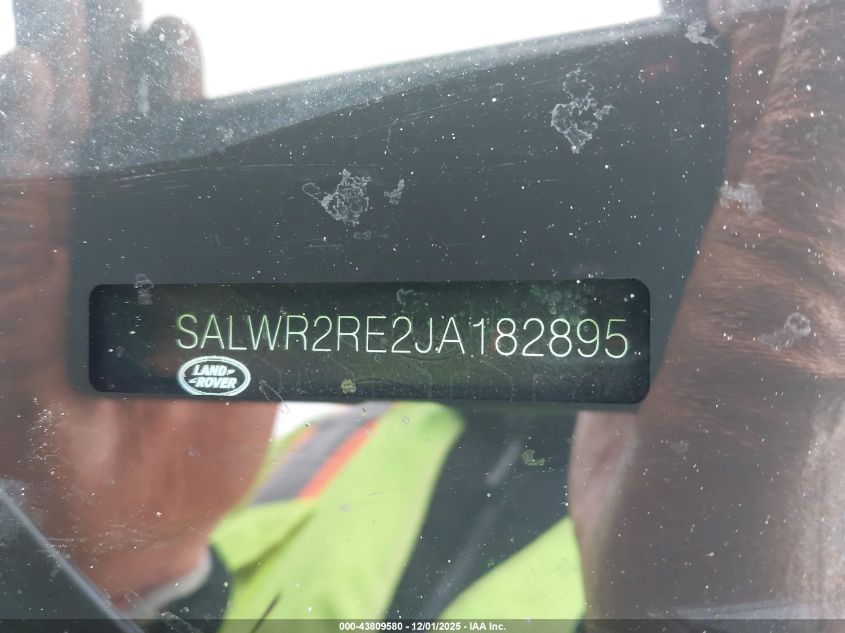 SALWR2RE2JA182895
LAND-
-ROVER
000-43809580 - 12/01/2025 - IAA Inc.